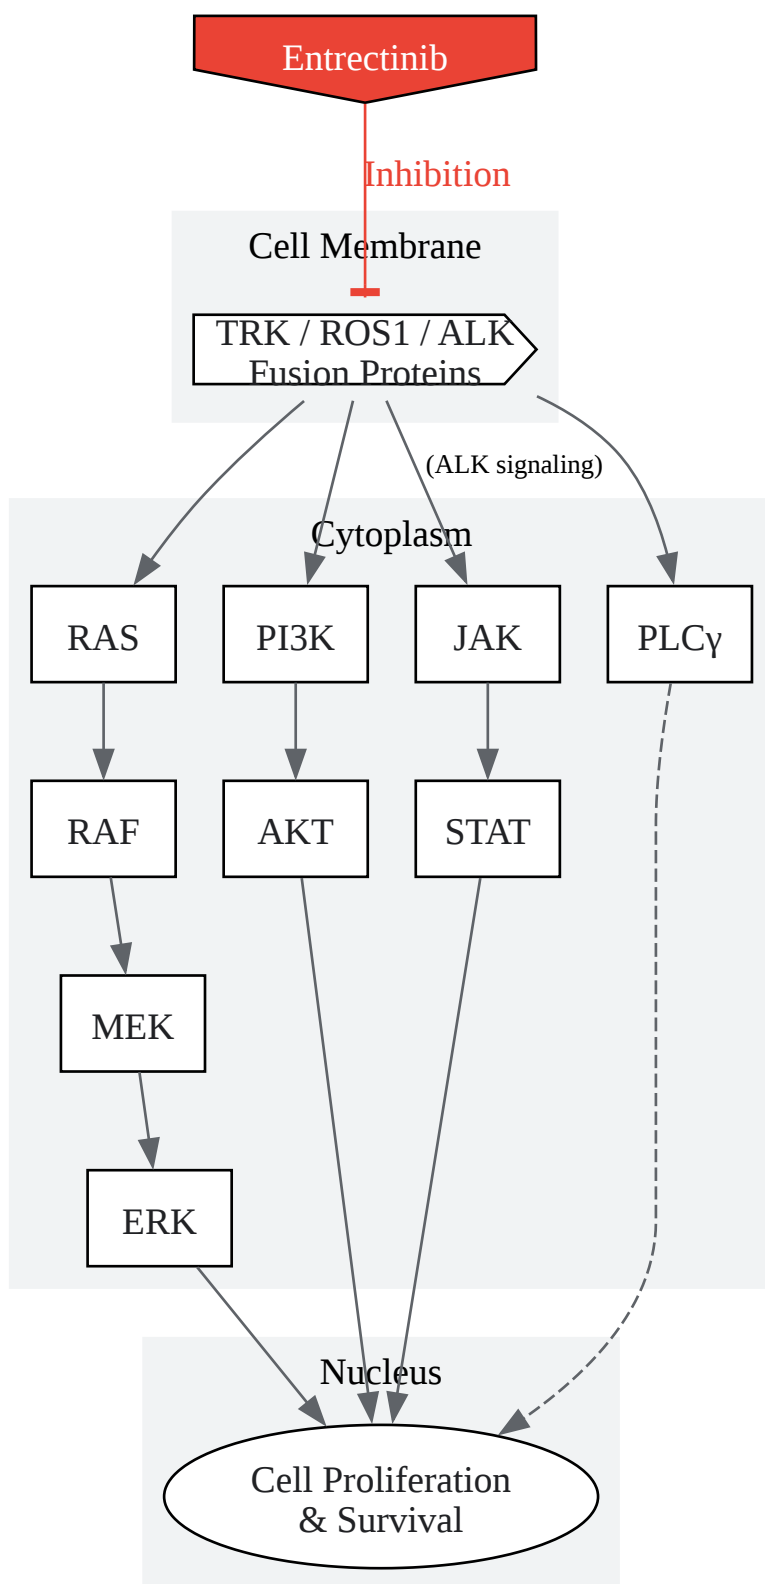 Entrectinib
Inhibition
Cell Membrane
TRK / ROS1 / ALK
Fusion Proteins
(ALK signaling)
Cytoplasm
RAS
PI3K
JAK
PLCγ
RAF
AKT
STAT
MEK
ERK
Nucleus
Cell Proliferation
& Survival